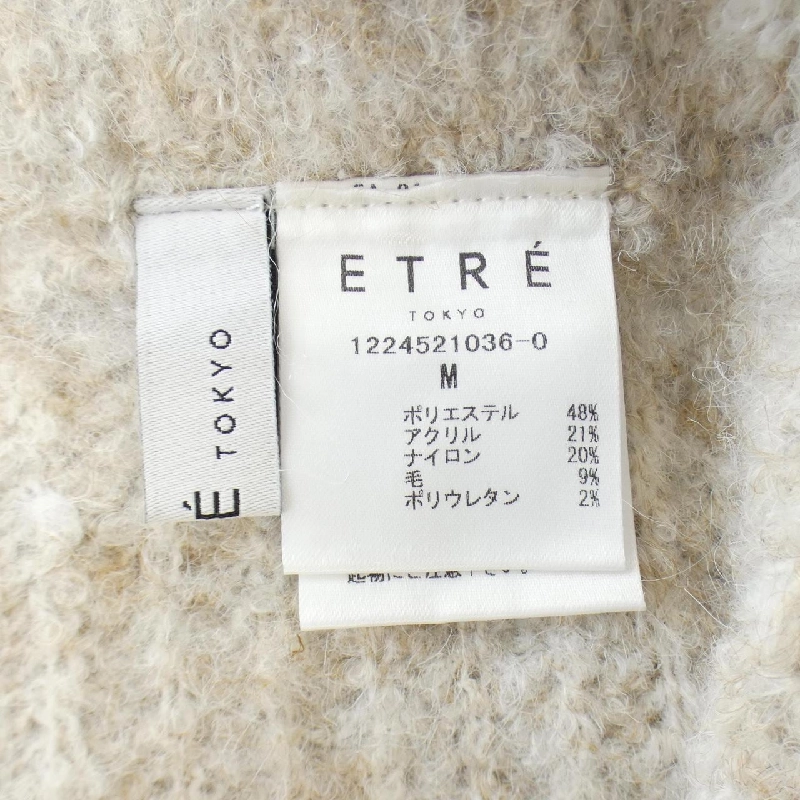 ETRÉ
TOKYO
1224521036-0
M
ポリエステル 48%
アクリル 21%
ナイロン 20%
毛 9%
ポリウレタン 2%
É TOKYO